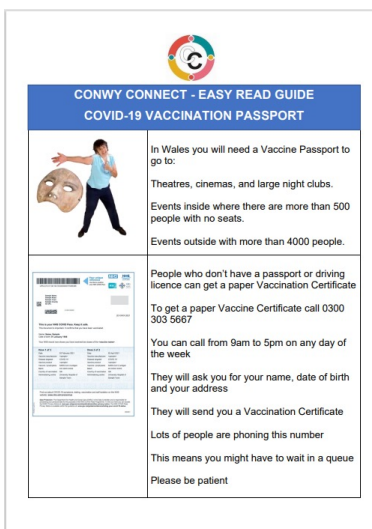 CONWY CONNECT - EASY READ GUIDE
COVID-19 VACCINATION PASSPORT
In Wales you will need a Vaccine Passport to
go to:
Theatres, cinemas, and large night clubs.
Events inside where there are more than 500
people with no seats.
Events outside with more than 4000 people.
People who don't have a passport or driving
licence can get a paper Vaccination Certificate
To get a paper Vaccine Certificate call 0300
303 5667
You can call from 9am to 5pm on any day of
the week
They will ask you for your name, date of birth
and your address
They will send you a Vaccination Certificate
Lots of people are phoning this number
This means you might have to wait in a queue
Please be patient